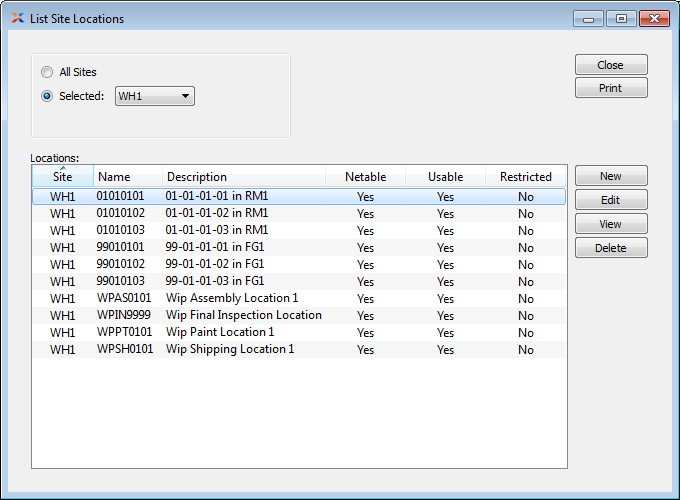 List Site Locations
All Sites
Selected: WH1
Close
Print
Locations:
Site Name Description Netable Usable Restricted
WH1 01010101 01-01-01-01 in RM1 Yes Yes No
WH1 01010102 01-01-01-02 in RM1 Yes Yes No
WH1 01010103 01-01-01-03 in RM1 Yes Yes No
WH1 99010101 99-01-01-01 in FG1 Yes Yes No
WH1 99010102 99-01-01-02 in FG1 Yes Yes No
WH1 99010103 99-01-01-03 in FG1 Yes Yes No
WH1 WPAS0101 Wip Assembly Location 1 Yes Yes No
WH1 WPIN9999 Wip Final Inspection Location Yes Yes No
WH1 WPPT0101 Wip Paint Location 1 Yes Yes No
WH1 WPSH0101 Wip Shipping Location 1 Yes Yes No
New
Edit
View
Delete